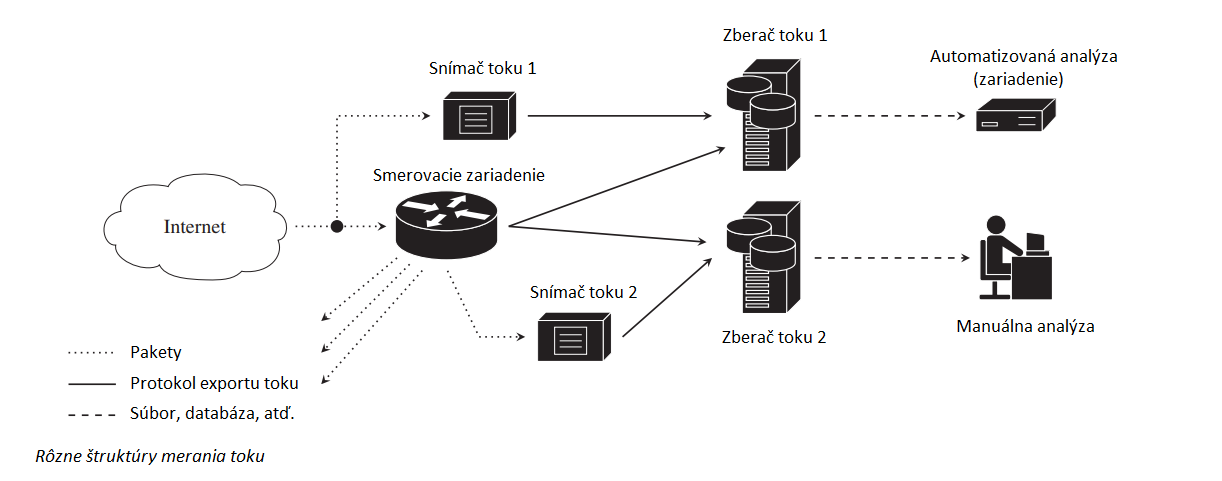 Zberač toku 1
Snímač toku 1
Automatizovaná analýza
(zariadenie)
Smerovacie zariadenie
Internet
Snímač toku 2
Zberač toku 2
Manuálna analýza
Pakety
Protokol exportu toku
Súbor, databáza, atď.
Rôzne štruktúry merania toku